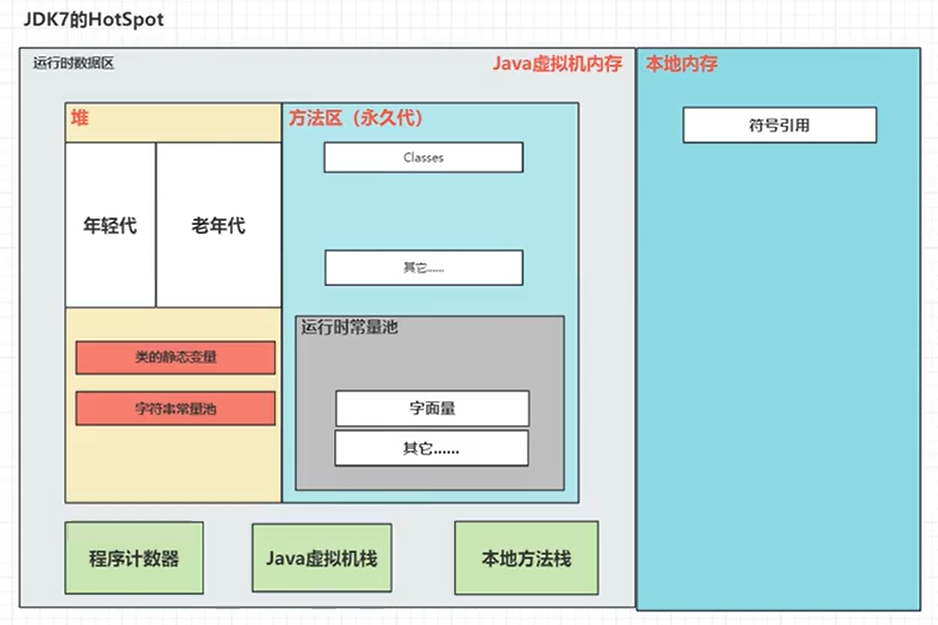 JDK7的HotSpot
运行时数据区
Java虚拟机内存
本地内存
堆
方法区（永久代）
符号引用
Classes
年轻代
老年代
其它......
运行时常量池
类的静态变量
字符串常量池
字面量
其它......
程序计数器
Java虚拟机栈
本地方法栈